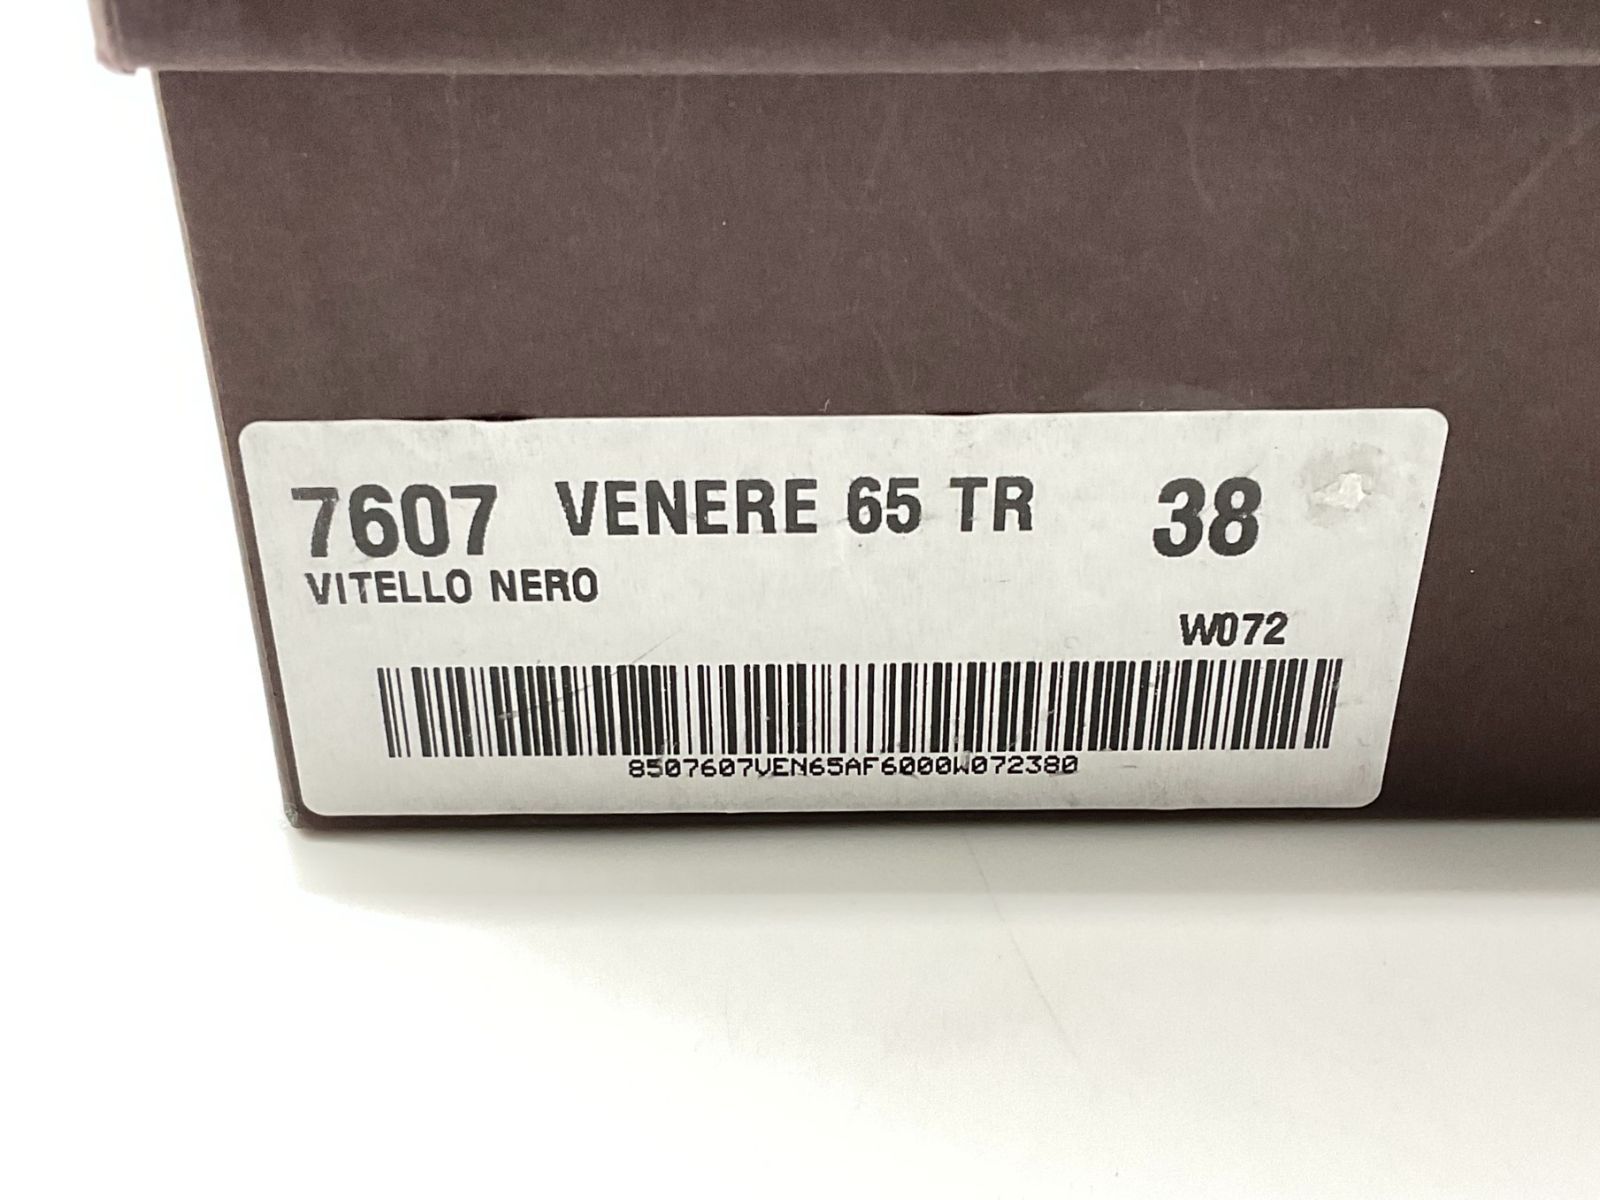 7607 VENERE 65 TR 38
VITELLO NERO
W072
8507607VEN65AF6000W072380